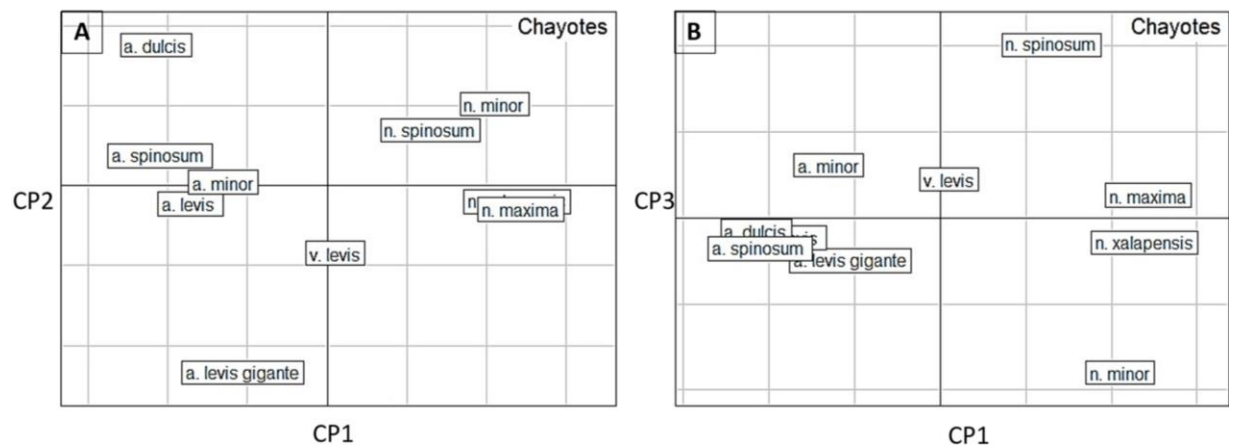 A
Chayotes
a. dulcis
n. minor
n. spinosum
a. spinosum
a. minor
a. levis
n. maxima
v. levis
a. levis gigante
CP2
CP1
B
Chayotes
n. spinosum
a. minor
v. levis
n. maxima
a. dulcis
a. spinosum
n. xalapensis
a. levis gigante
n. minor
CP3
CP1